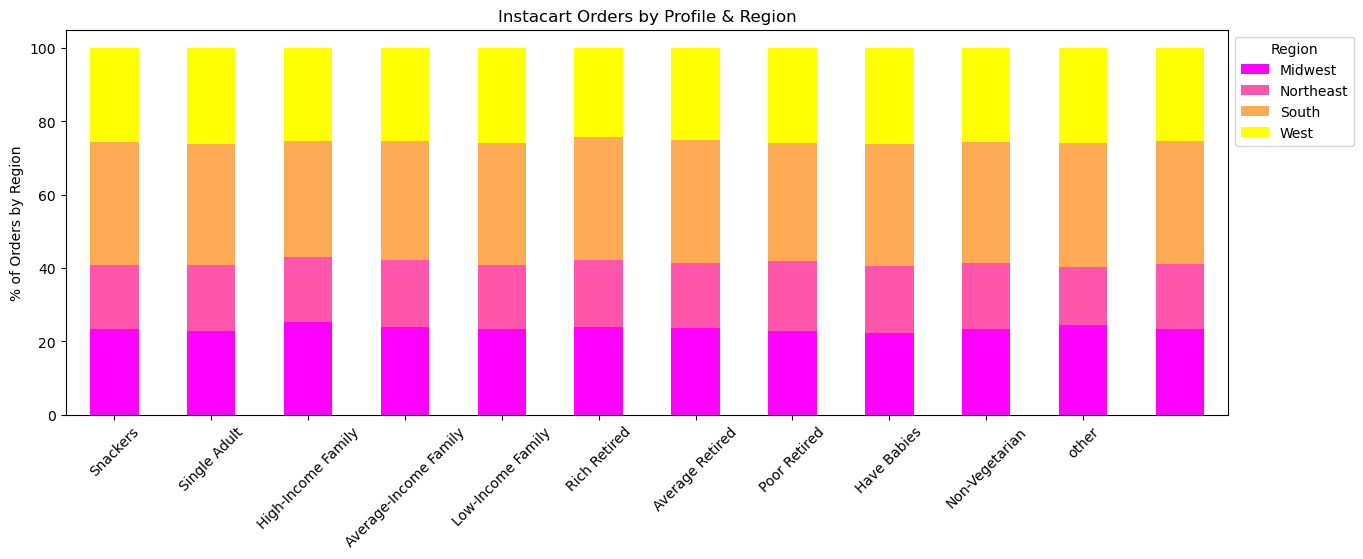 Instacart Orders by Profile & Region
% of Orders by Region
100
80
60
40
20
0
Snackers
Single Adult
High-Income Family
Average-Income Family
Low-Income Family
Rich Retired
Average Retired
Poor Retired
Have Babies
Non-Vegetarian
other
Region
Midwest
Northeast
South
West